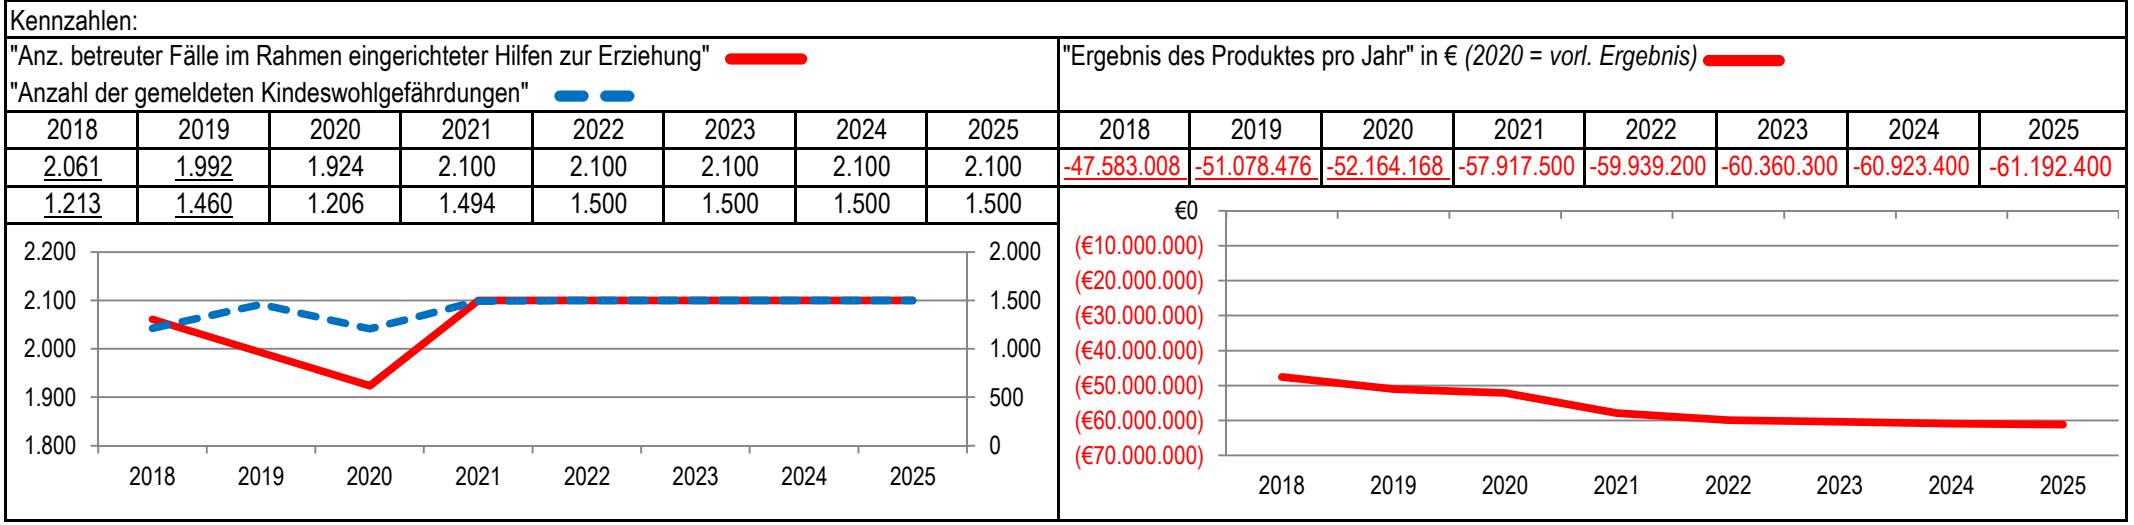 Kennzahlen:
"Anz. betreuter Fälle im Rahmen eingerichteter Hilfen zur Erziehung"
"Anzahl der gemeldeten Kindeswohlgefährdungen"
2018 2019 2020 2021 2022 2023 2024 2025
2.061 1.992 1.924 2.100 2.100 2.100 2.100 2.100
1.213 1.460 1.206 1.494 1.500 1.500 1.500 1.500
2.200
2.100
2.000
1.900
1.800
2.000
1.500
1.000
500
0
2018 2019 2020 2021 2022 2023 2024 2025
"Ergebnis des Produktes pro Jahr" in € (2020 = vorl. Ergebnis)
2018 2019 2020 2021 2022 2023 2024 2025
-47.583.008 -51.078.476 -52.164.168 -57.917.500 -59.939.200 -60.360.300 -60.923.400 -61.192.400
€0
(€10.000.000)
(€20.000.000)
(€30.000.000)
(€40.000.000)
(€50.000.000)
(€60.000.000)
(€70.000.000)
2018 2019 2020 2021 2022 2023 2024 2025